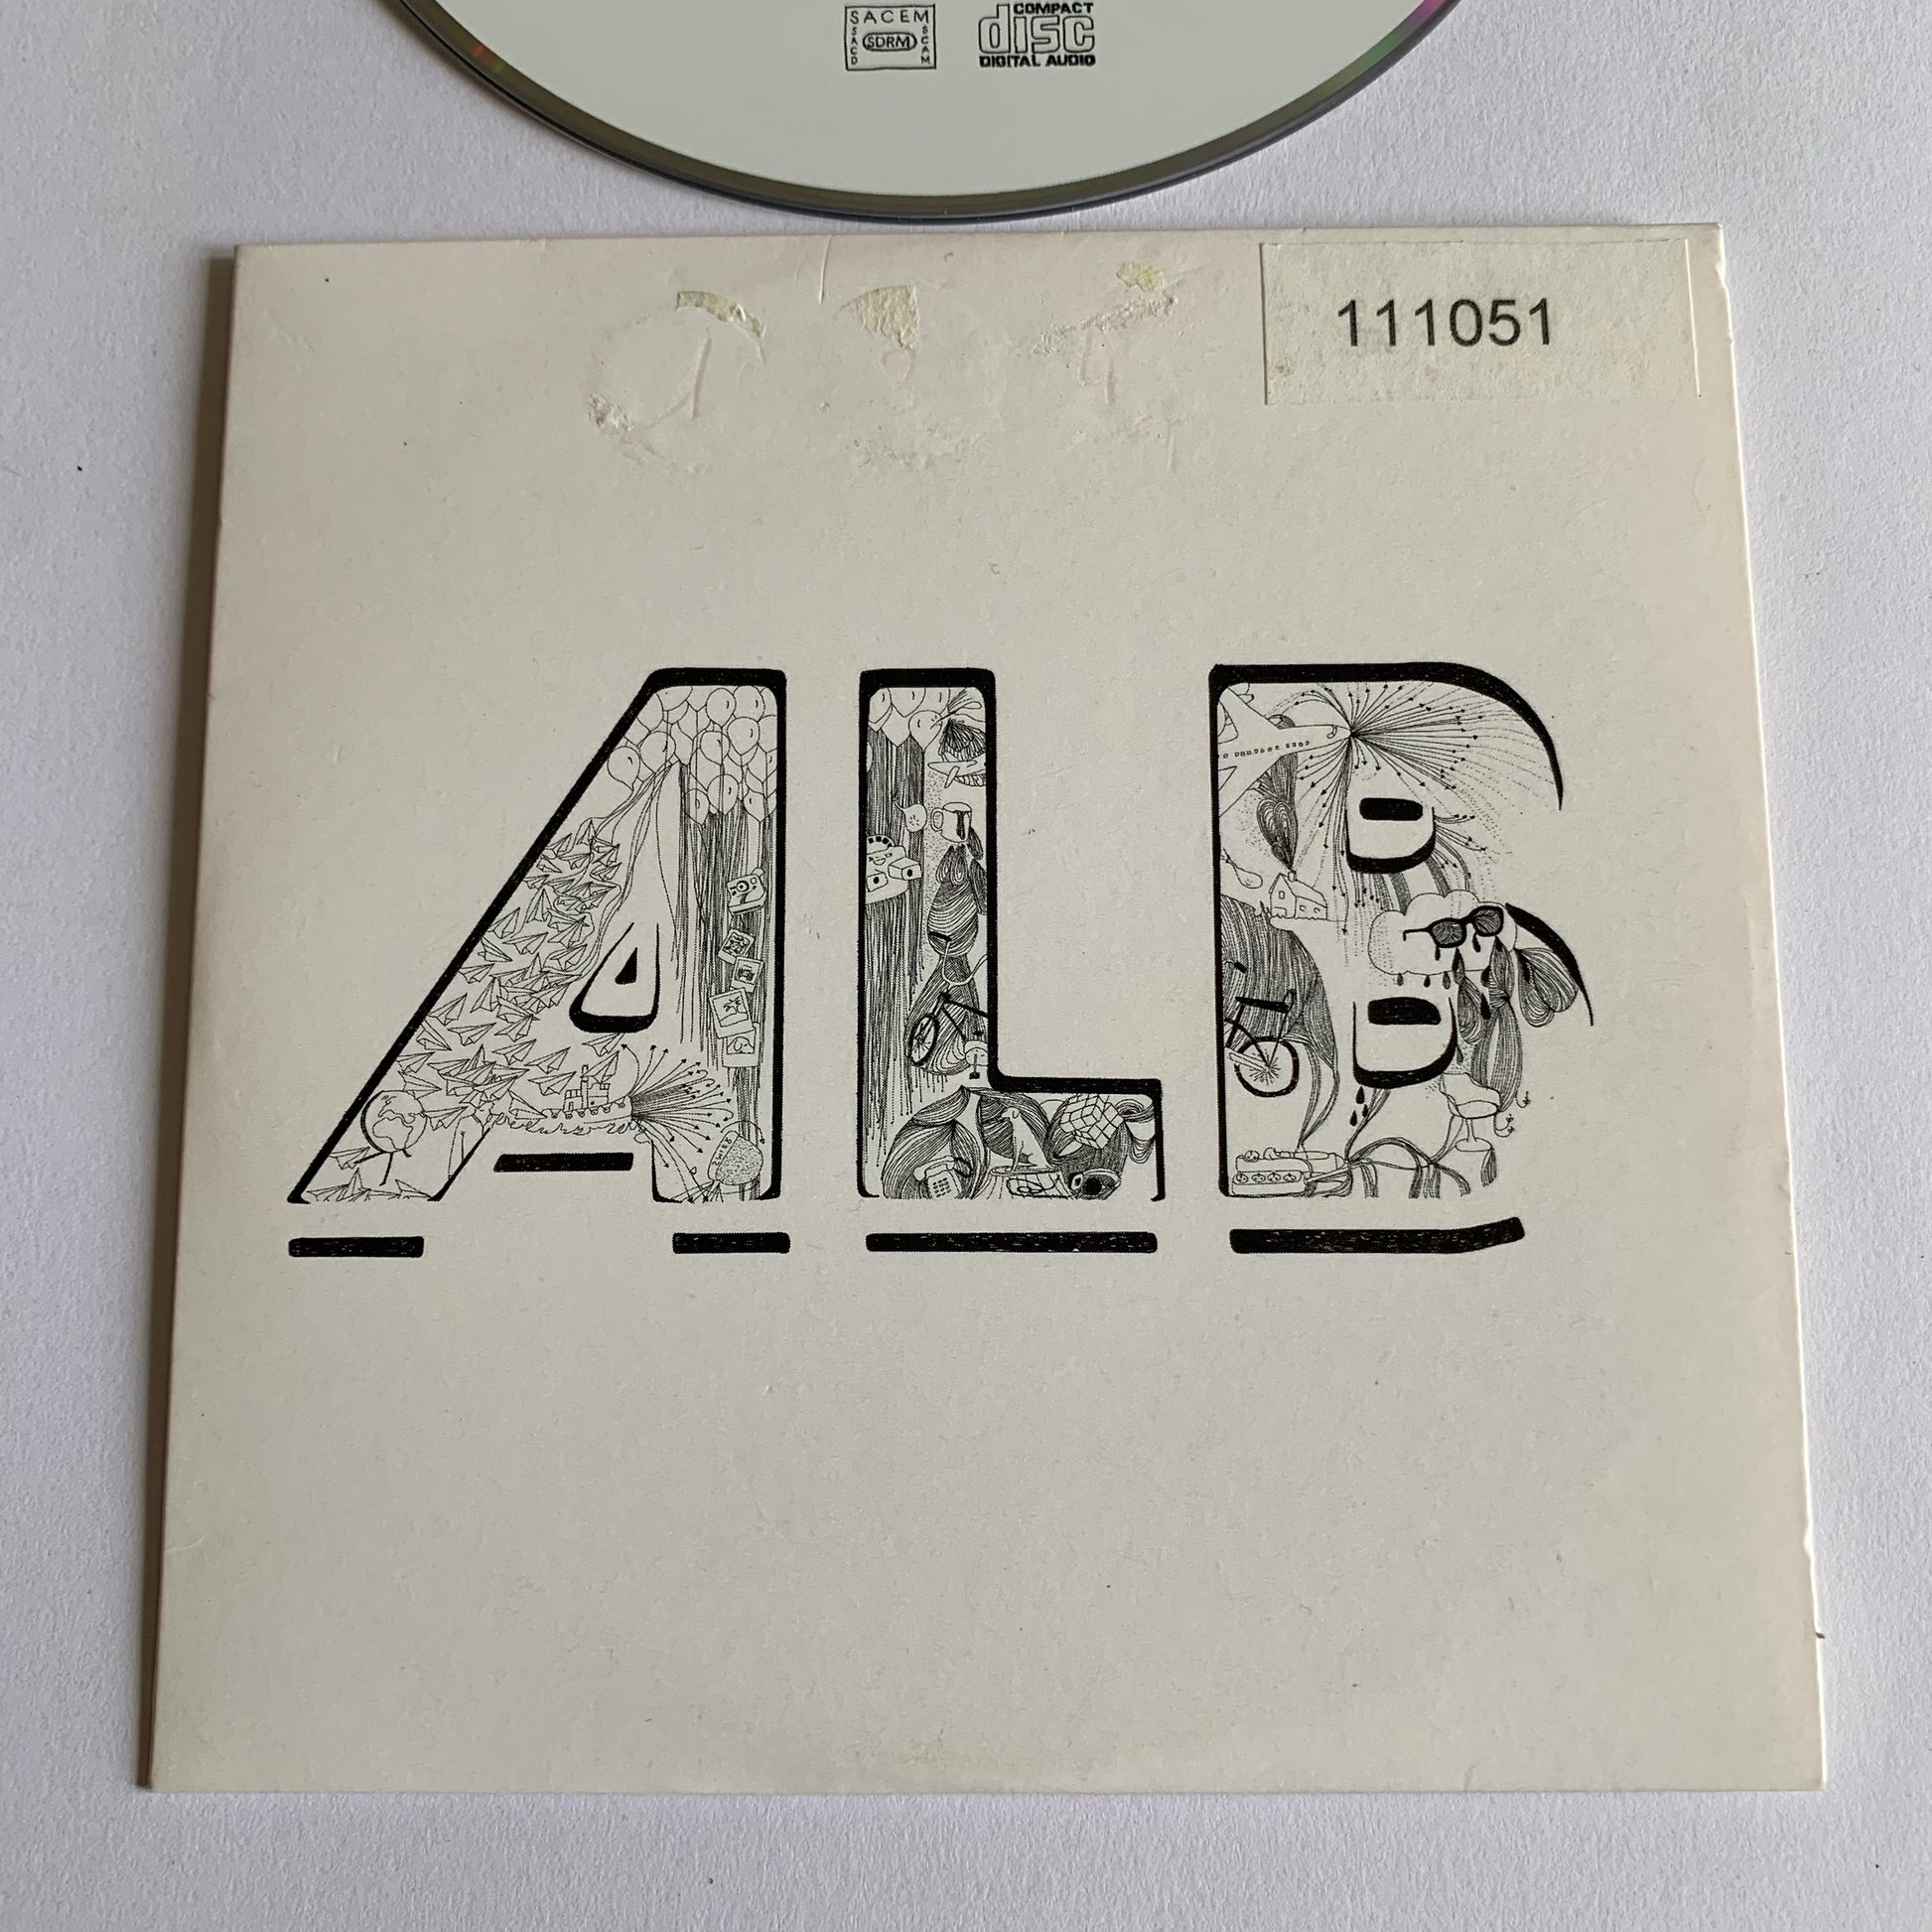 SACEM
SACD
SDRM
SCAM
COMPACT
disc
DIGITAL AUDIO
111051
ALB